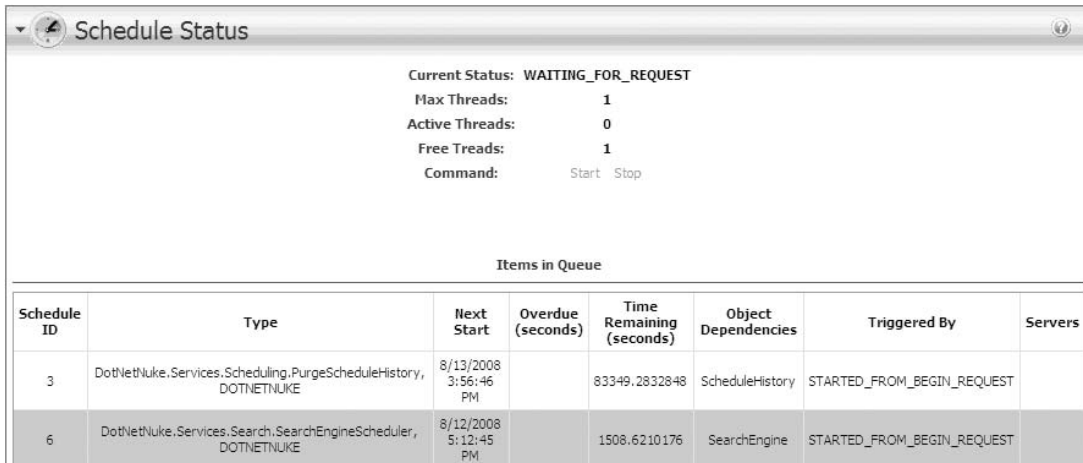 Schedule Status
Current Status: WAITING_FOR_REQUEST
Max Threads: 1
Active Threads: 0
Free Treads: 1
Command: Start Stop
Items in Queue
Schedule ID Type Next Start Overdue (seconds) Time Remaining (seconds) Object Dependencies Triggered By Servers
3 DotNetNuke.Services.Scheduling.PurgeScheduleHistory, DOTNETNUKE 8/13/2008 3:56:46 PM 83349.2832848 ScheduleHistory STARTED_FROM_BEGIN_REQUEST
6 DotNetNuke.Services.Search.SearchEngineScheduler, DOTNETNUKE 8/12/2008 5:12:45 PM 1508.6210176 SearchEngine STARTED_FROM_BEGIN_REQUEST